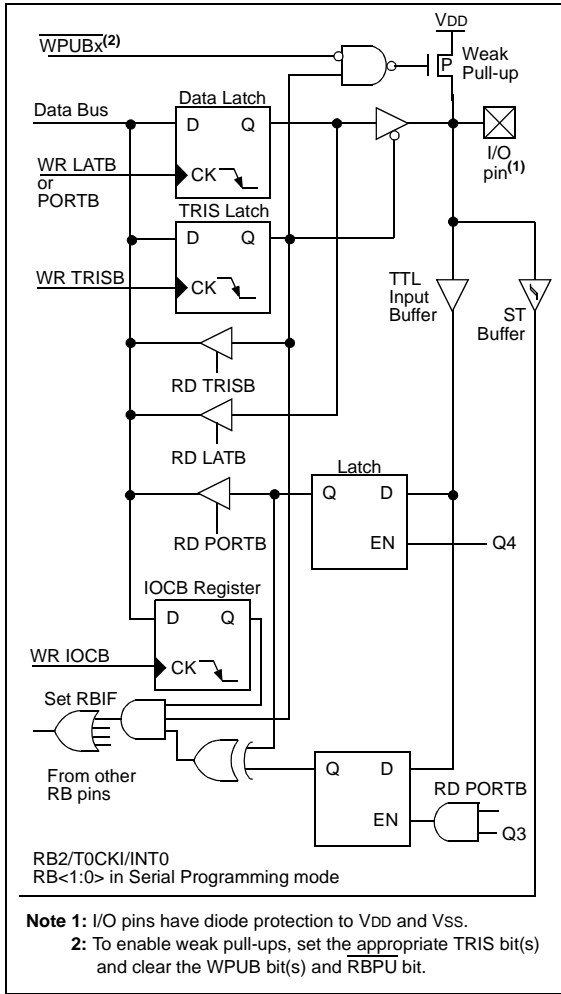 WPUBx(2)
VDD
P
Weak
Pull-up
Data Latch
Data Bus
D Q
WR LATB
or
PORTB
CK
I/O
pin(1)
TRIS Latch
D Q
WR TRISB
CK
TTL
Input
Buffer
ST
Buffer
RD TRISB
RD LATB
Latch
Q D
RD PORTB
EN
Q4
IOCB Register
D Q
WR IOCB
CK
Set RBIF
From other
RB pins
Q D
RD PORTB
EN
Q3
RB2/T0CKI/INT0
RB<1:0> in Serial Programming mode
Note 1: I/O pins have diode protection to VDD and VSS.
2: To enable weak pull-ups, set the appropriate TRIS bit(s)
and clear the WPUB bit(s) and RBPU bit.